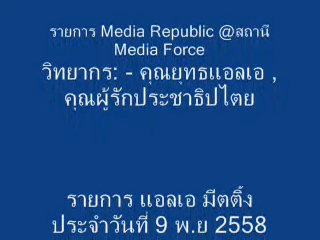 รายการ Media Republic @สถานี
Media Force
วิทยากร: - คุณยุทธแอลเอ ,
คุณผู้รักประชาธิปไตย
รายการ แอลเอ มีตติ้ง
ประจำวันที่ 9 พ.ย 2558